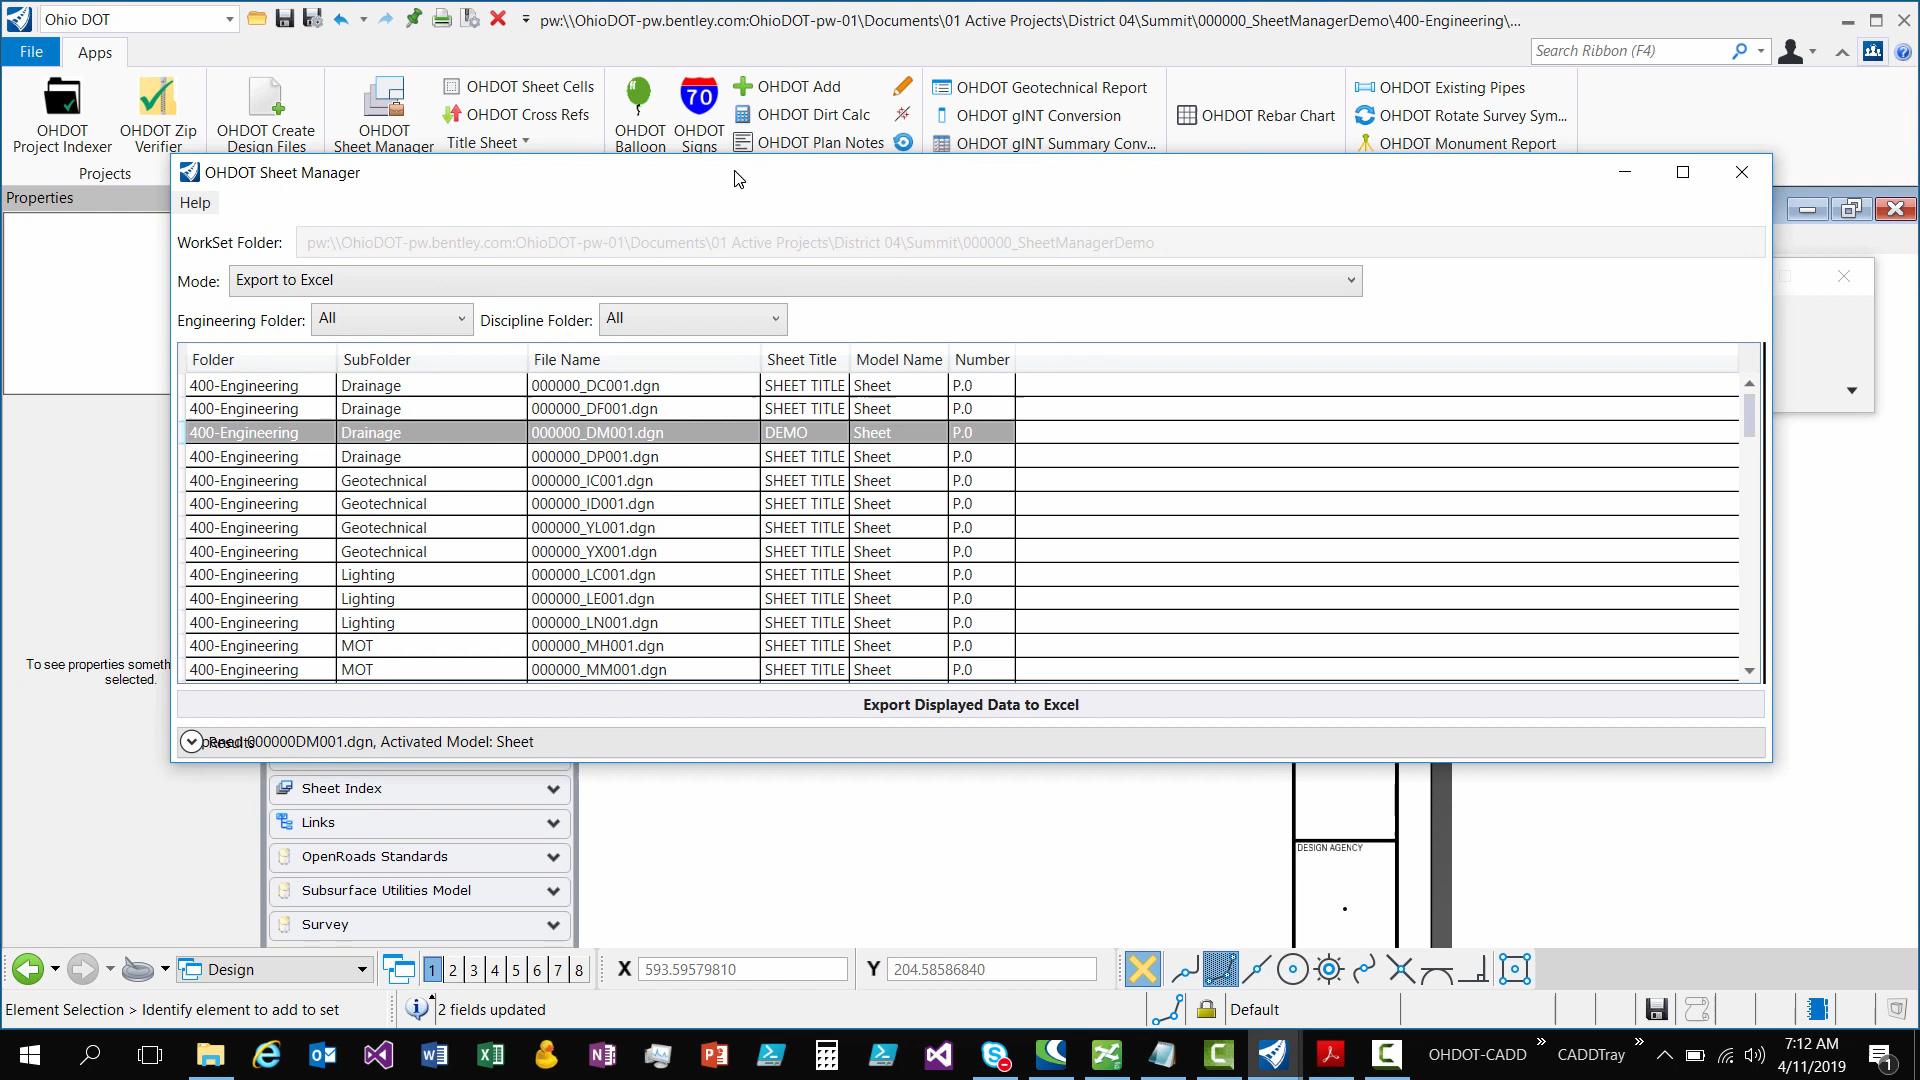 Ohio DOT
pw:\\OhioDOT-pw.bentley.com:OhioDOT-pw-01\Documents\01 Active Projects\District 04\Summit\000000_SheetManagerDemo\400-Engineering\...
File
Apps
Search Ribbon (F4)
OHDOT Project Indexer
OHDOT Zip Verifier
OHDOT Create Design Files
OHDOT Sheet Manager
OHDOT Sheet Cells
OHDOT Cross Refs
Title Sheet
OHDOT Balloon
70
OHDOT Signs
OHDOT Add
OHDOT Dirt Calc
OHDOT Plan Notes
OHDOT Geotechnical Report
OHDOT gINT Conversion
OHDOT gINT Summary Conv...
OHDOT Rebar Chart
OHDOT Existing Pipes
OHDOT Rotate Survey Sym...
OHDOT Monument Report
Projects
Properties
OHDOT Sheet Manager
Help
WorkSet Folder: pw:\\OhioDOT-pw.bentley.com:OhioDOT-pw-01\Documents\01 Active Projects\District 04\Summit\000000_SheetManagerDemo
Mode: Export to Excel
Engineering Folder: All Discipline Folder: All
Folder SubFolder File Name Sheet Title Model Name Number
400-Engineering Drainage 000000_DC001.dgn SHEET TITLE Sheet P.0
400-Engineering Drainage 000000_DF001.dgn SHEET TITLE Sheet P.0
400-Engineering Drainage 000000_DM001.dgn DEMO Sheet P.0
400-Engineering Drainage 000000_DP001.dgn SHEET TITLE Sheet P.0
400-Engineering Geotechnical 000000_IC001.dgn SHEET TITLE Sheet P.0
400-Engineering Geotechnical 000000_ID001.dgn SHEET TITLE Sheet P.0
400-Engineering Geotechnical 000000_YL001.dgn SHEET TITLE Sheet P.0
400-Engineering Geotechnical 000000_YX001.dgn SHEET TITLE Sheet P.0
400-Engineering Lighting 000000_LC001.dgn SHEET TITLE Sheet P.0
400-Engineering Lighting 000000_LE001.dgn SHEET TITLE Sheet P.0
400-Engineering Lighting 000000_LN001.dgn SHEET TITLE Sheet P.0
400-Engineering MOT 000000_MH001.dgn SHEET TITLE Sheet P.0
400-Engineering MOT 000000_MM001.dgn SHEET TITLE Sheet P.0
To see properties someth
selected.
Export Displayed Data to Excel
000000DM001.dgn, Activated Model: Sheet
Sheet Index
Links
OpenRoads Standards
Subsurface Utilities Model
Survey
DESIGN AGENCY
Design
1 2 3 4 5 6 7 8
X 593.59579810
Y 204.58586840
Element Selection > Identify element to add to set
2 fields updated
Default
OHDOT-CADD
»
CADDTray
»
7:12 AM
4/11/2019
1